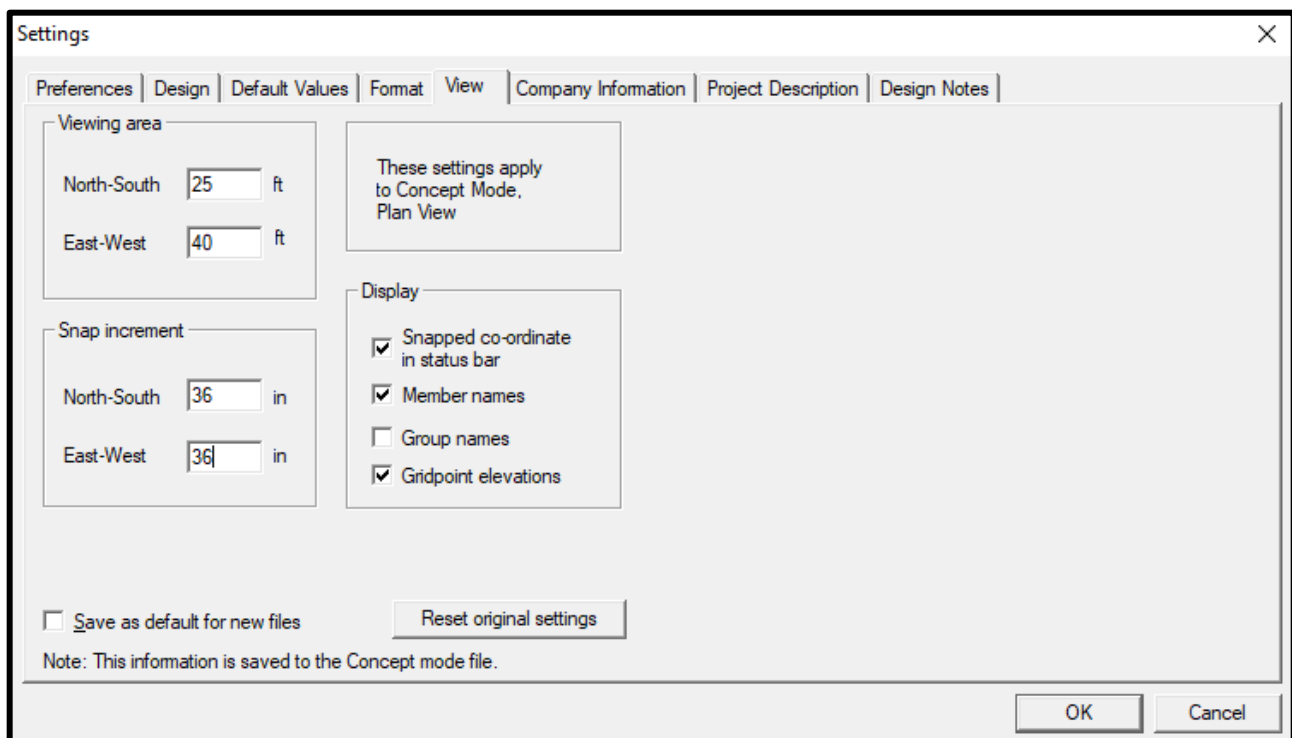 Settings
Preferences Design Default Values Format View Company Information Project Description Design Notes
Viewing area
North-South 25 ft
East-West 40 ft
These settings apply
to Concept Mode,
Plan View
Snap increment
North-South 36 in
East-West 36 in
Display
Snapped co-ordinate
in status bar
Member names
Group names
Gridpoint elevations
Save as default for new files
Reset original settings
Note: This information is saved to the Concept mode file.
OK Cancel